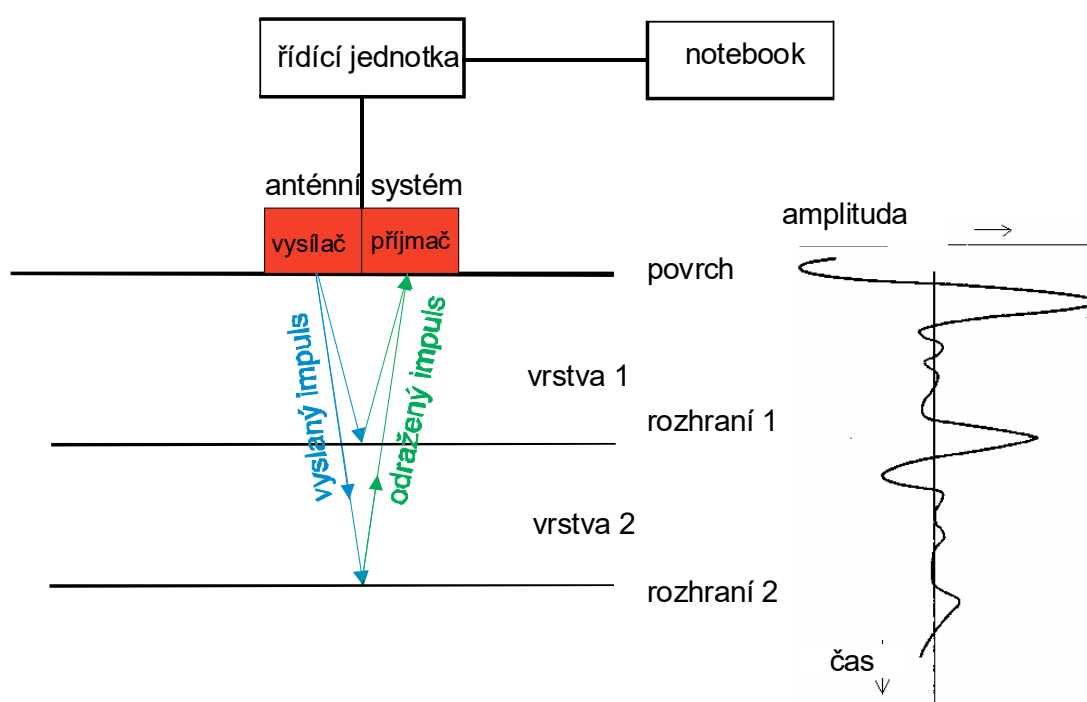 řídící jednotka
notebook
anténní systém
vysílač
příjmač
amplituda
povrch
vyslaný impuls
odražený impuls
vrstva 1
rozhraní 1
vrstva 2
rozhraní 2
čas